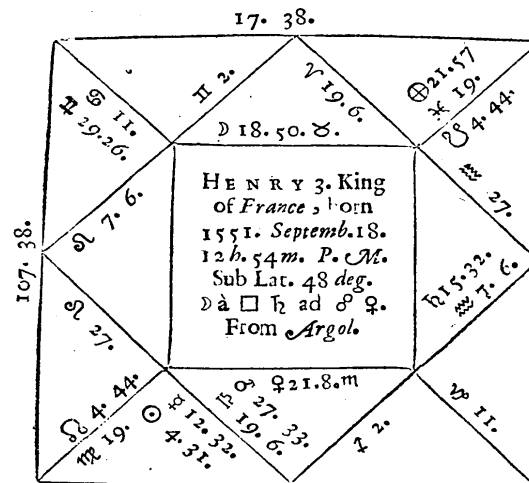 17. 38.
♊ 2.
♈ 19. 6.
⊕ 21. 57
♓ 19.
☋ 4. 44.
♋ 11.
29. 26.
☽ 18. 50. ♉.
♒ 27.
HENRY 3. King
of France, born
1551. Septemb. 18.
12 h. 54 m. P. M.
Sub Lat. 48 deg.
☽ à □ ♄ ad ☍ ♀.
From Argol.
♌ 7. 6.
107. 38.
♄ 15. 32.
♒ 7. 6.
♌ 27.
☊ 4. 44.
♍ 19.
☉ 4. 31.
☿ 12. 32.
♂ 27. 33.
♎ 19. 6.
♀ 21. 8. m
♐ 2.
♑ 11.